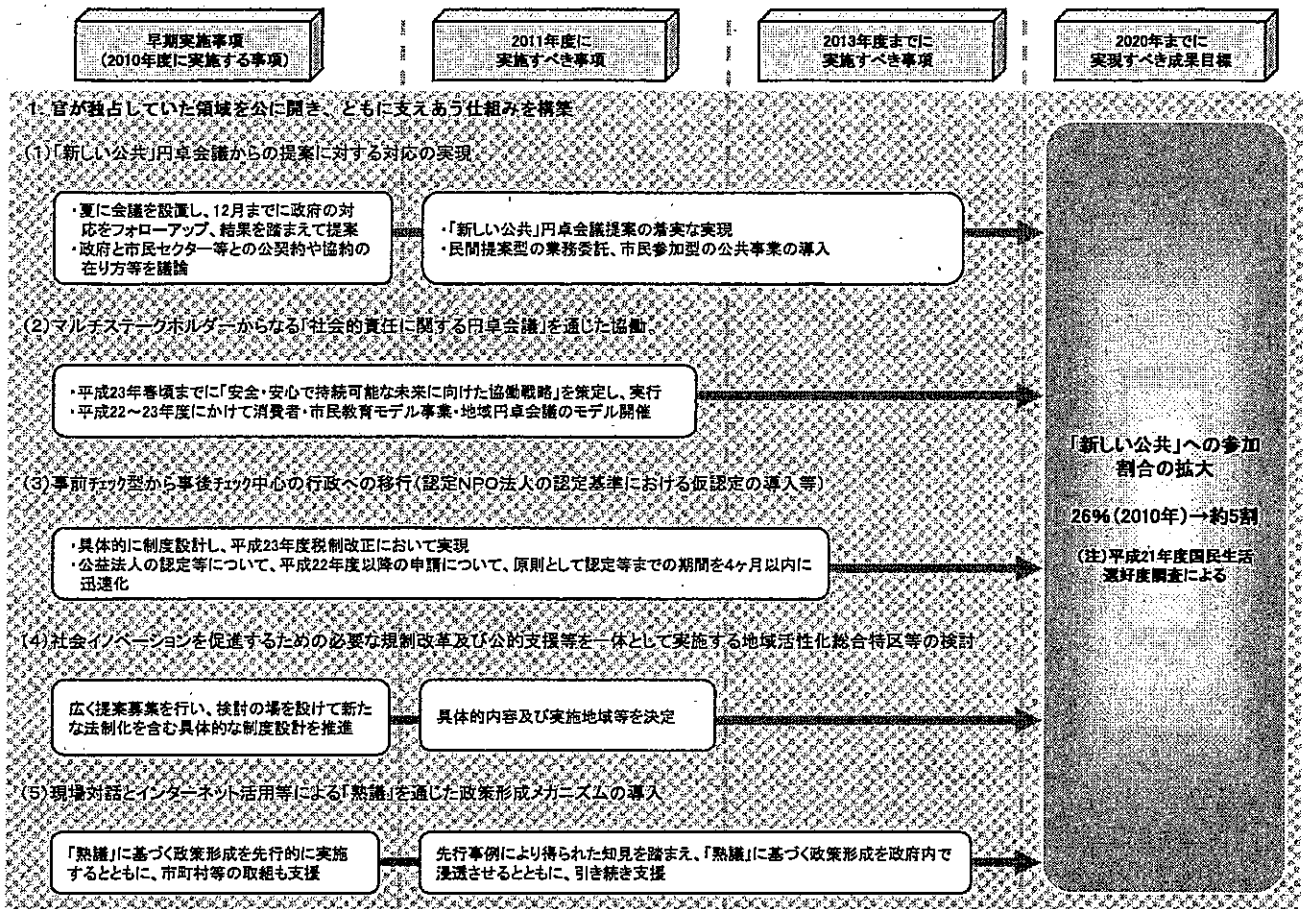 早期実施事項
(2010年度に実施する事項)
2011年度に
実施すべき事項
2013年度までに
実施すべき事項
2020年までに
実現すべき成果目標
1. 官が独占していた領域を公に開き、ともに支えあう仕組みを構築
(1)「新しい公共」円卓会議からの提案に対する対応の実現
・夏に会議を設置し、12月までに政府の対
応をフォローアップ、結果を踏まえて提案
・政府と市民セクター等との公契約や協約の
在り方等を議論
・「新しい公共」円卓会議提案の着実な実現
・民間提案型の業務委託、市民参加型の公共事業の導入
(2)マルチステークホルダーからなる「社会的責任に関する円卓会議」を通じた協働
・平成23年春頃までに「安全・安心で持続可能な未来に向けた協働戦略」を策定し、実行
・平成22～23年度にかけて消費者・市民教育モデル事業・地域円卓会議のモデル開催
(3)事前チェック型から事後チェック中心の行政への移行(認定NPO法人の認定基準における仮認定の導入等)
・具体的に制度設計し、平成23年度税制改正において実現
・公益法人の認定等について、平成22年度以降の申請について、原則として認定等までの期間を4ヶ月以内に
迅速化
(4)社会イノベーションを促進するための必要な規制改革及び公的支援等を一体として実施する地域活性化総合特区等の検討
広く提案募集を行い、検討の場を設けて新た
な法制化を含む具体的な制度設計を推進
具体的内容及び実施地域等を決定
(5)現場対話とインターネット活用等による「熟議」を通じた政策形成メカニズムの導入
「熟議」に基づく政策形成を先行的に実施
するとともに、市町村等の取組も支援
先行事例により得られた知見を踏まえ、「熟議」に基づく政策形成を政府内で
浸透させるとともに、引き続き支援
「新しい公共」への参加
割合の拡大
26%(2010年)→約5割
(注)平成21年度国民生活
選好度調査による